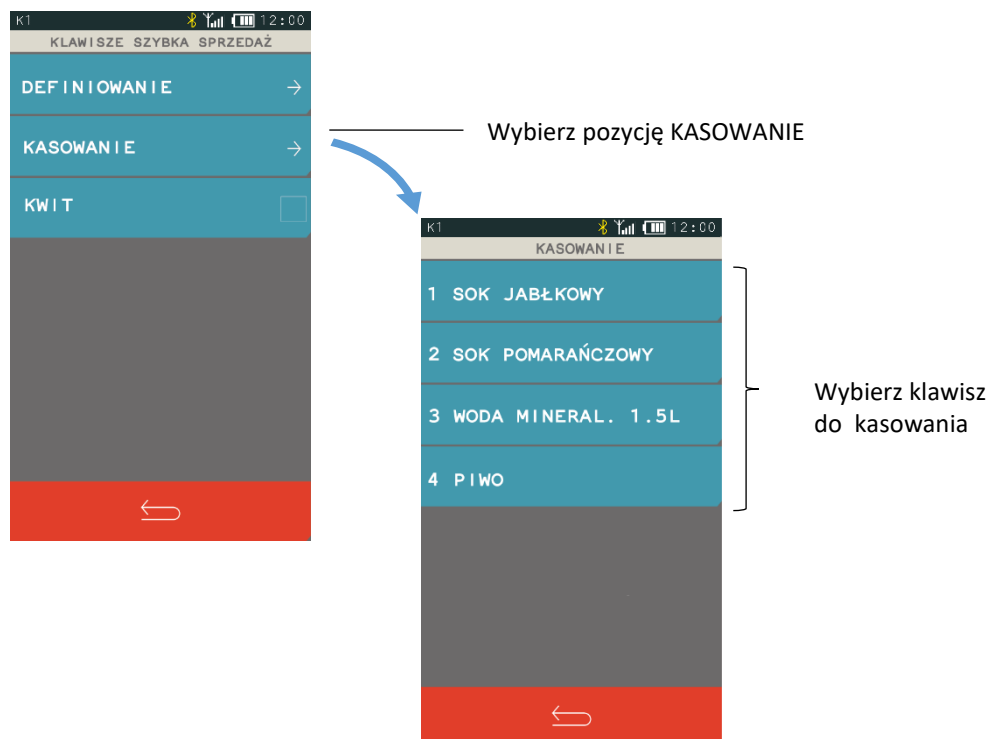 K1 12:00
KLAWISZE SZYBKA SPRZEDAŻ
DEFINIOWANIE
KASOWANIE
KWIT
Wybierz pozycję KASOWANIE
K1 12:00
KASOWANIE
1 SOK JABŁKOWY
2 SOK POMARAŃCZOWY
3 WODA MINERAL. 1.5L
4 PIWO
Wybierz klawisz
do kasowania